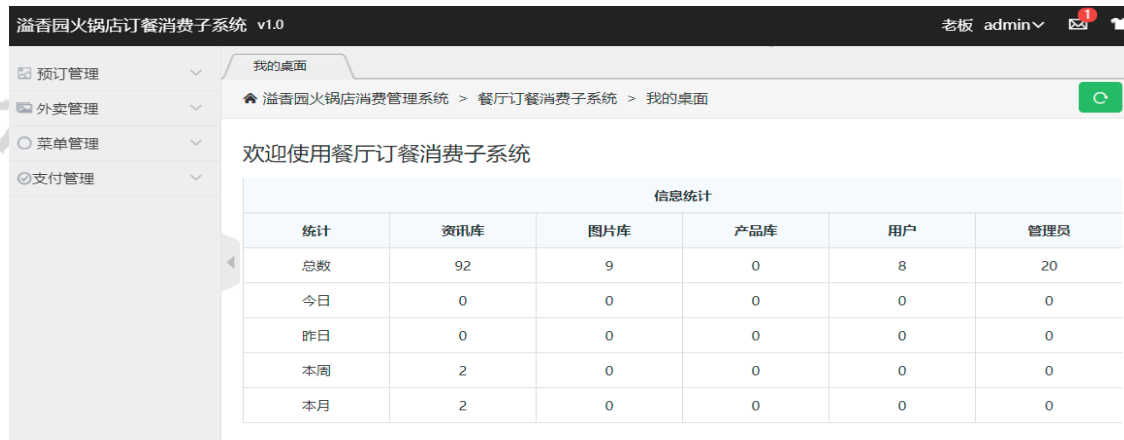 溢香园火锅店订餐消费子系统 v1.0 老板 admin 1
预订管理
外卖管理
菜单管理
支付管理
我的桌面
溢香园火锅店消费管理系统 > 餐厅订餐消费子系统 > 我的桌面
欢迎使用餐厅订餐消费子系统
信息统计
统计 资讯库 图片库 产品库 用户 管理员
总数 92 9 0 8 20
今日 0 0 0 0 0
昨日 0 0 0 0 0
本周 2 0 0 0 0
本月 2 0 0 0 0